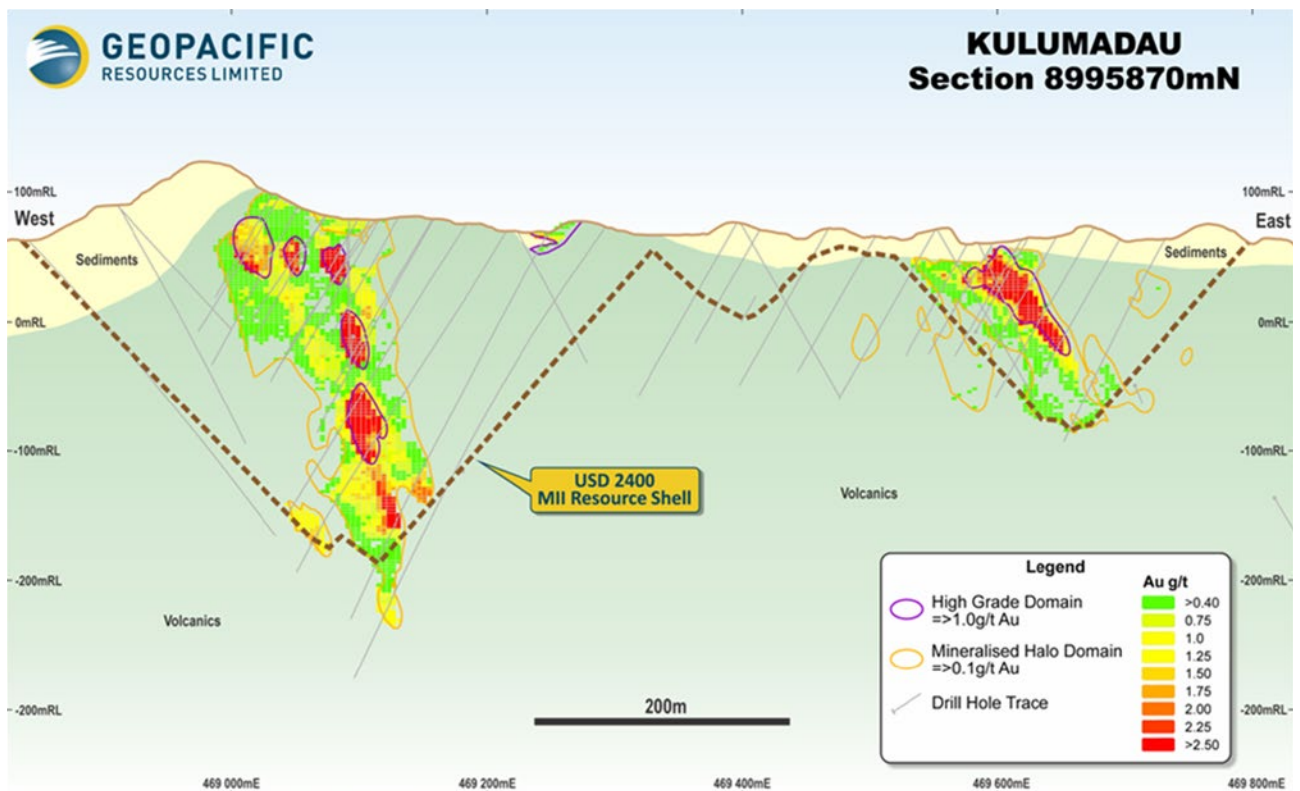 GEOPACIFIC
RESOURCES LIMITED
KULUMADAU
Section 8995870mN
100mRL
100mRL
West
East
Sediments
Sediments
0mRL
0mRL
-100mRL
-100mRL
USD 2400
MII Resource Shell
Volcanics
Volcanics
-200mRL
-200mRL
-200mRL
-200mRL
200m
Legend
High Grade Domain
=>1.0g/t Au
Mineralised Halo Domain
=>0.1g/t Au
Drill Hole Trace
Au g/t
>0.40
0.75
1.0
1.25
1.50
1.75
2.00
2.25
>2.50
469 000mE
469 200mE
469 400mE
469 600mE
469 800mE